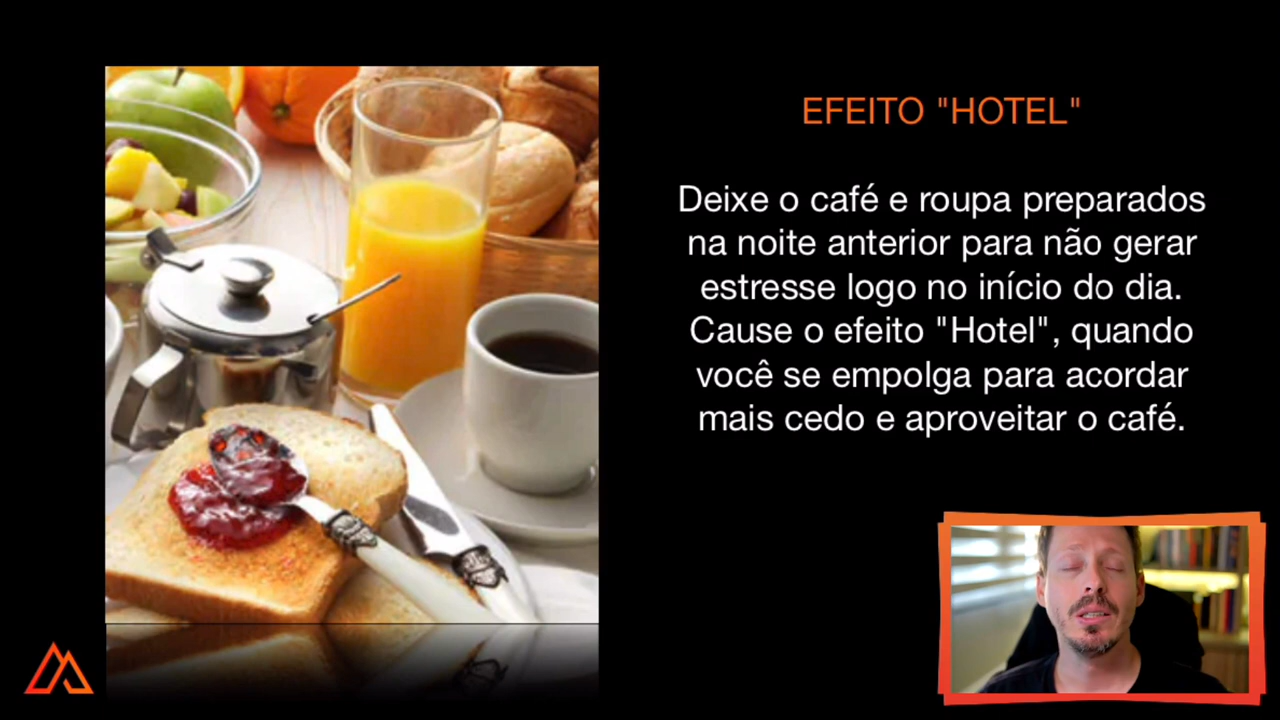 EFEITO "HOTEL"
Deixe o café e roupa preparados
na noite anterior para não gerar
estresse logo no início do dia.
Cause o efeito "Hotel", quando
você se empolga para acordar
mais cedo e aproveitar o café.